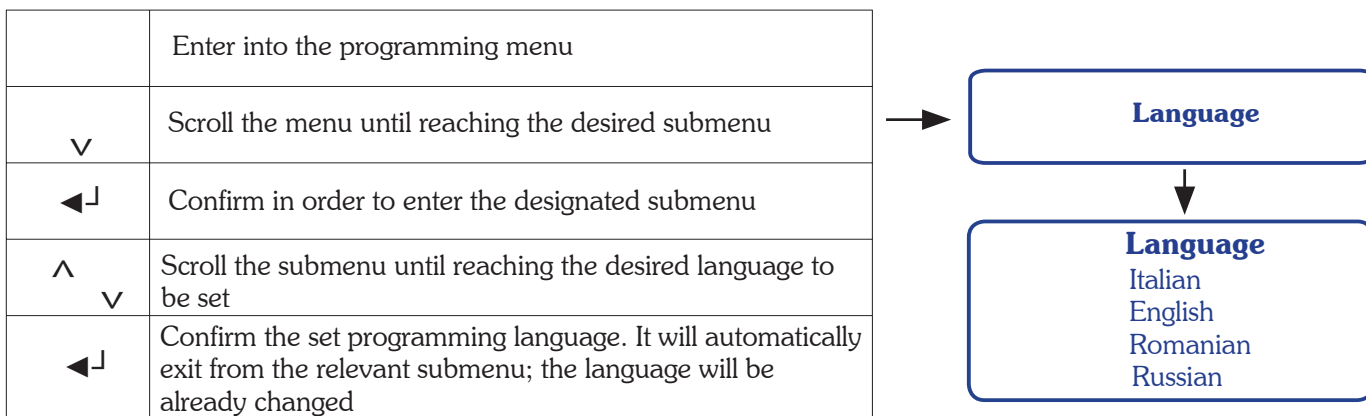 Enter into the programming menu
Scroll the menu until reaching the desired submenu
Confirm in order to enter the designated submenu
Scroll the submenu until reaching the desired language to
be set
Confirm the set programming language. It will automatically
exit from the relevant submenu; the language will be
already changed
Language
Language
Italian
English
Romanian
Russian